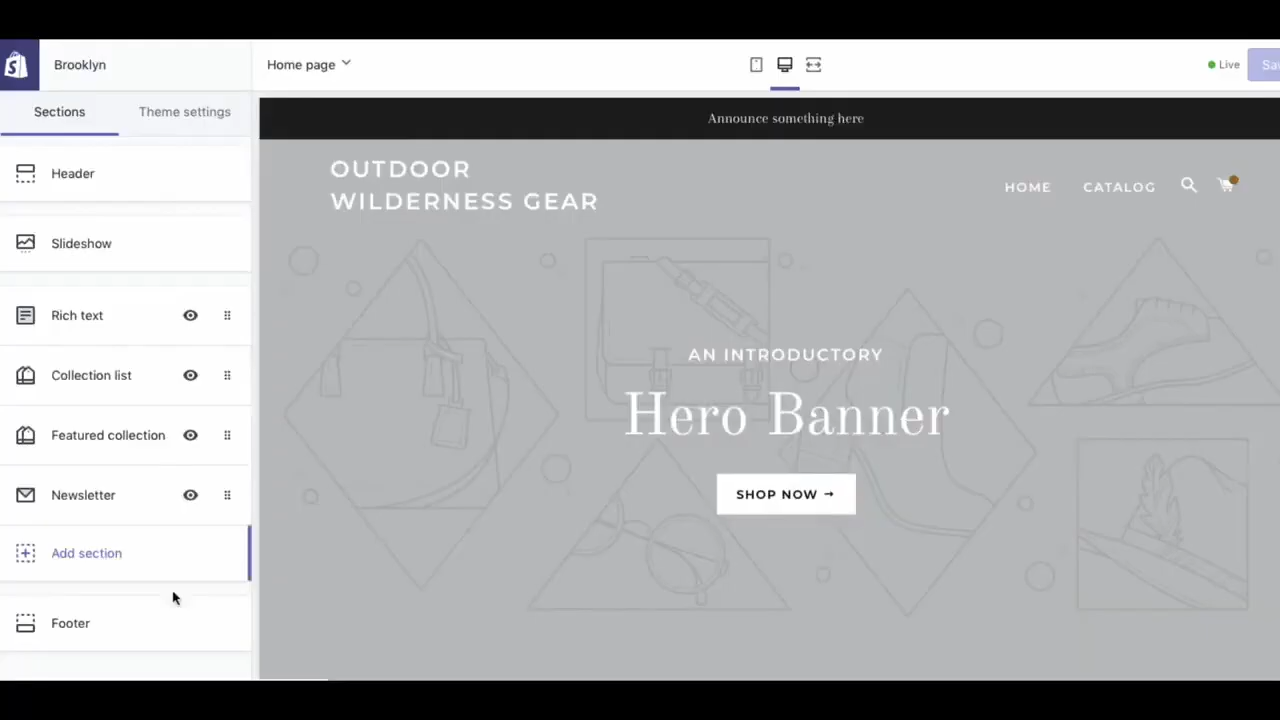 Brooklyn
Home page
Live
Sav
Sections
Theme settings
Header
Slideshow
Rich text
Collection list
Featured collection
Newsletter
Add section
Footer
Announce something here
OUTDOOR
WILDERNESS GEAR
HOME
CATALOG
AN INTRODUCTORY
Hero Banner
SHOP NOW →